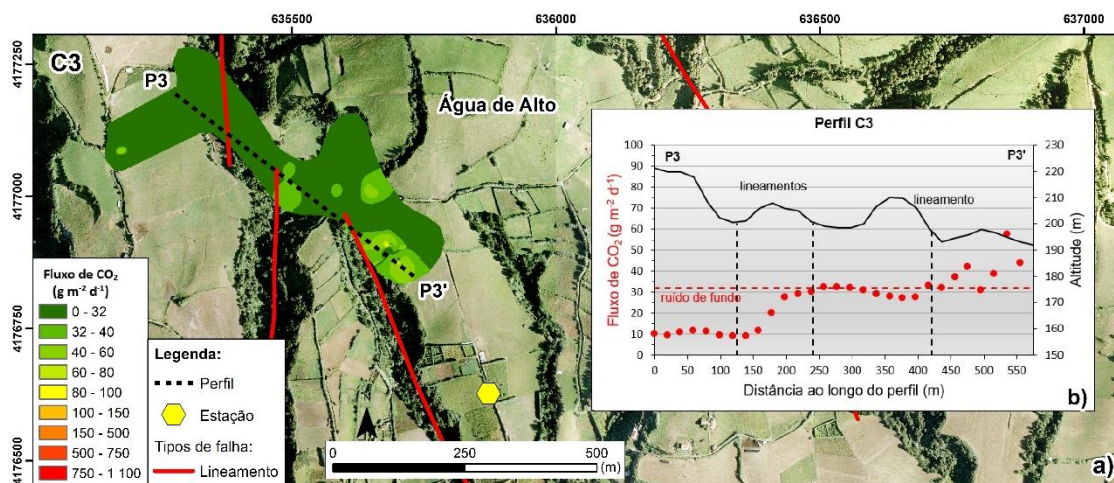 635500
636000
636500
637000
4177250
4177000
4176750
4176500
C3
P3
Água de Alto
P3'
Fluxo de CO₂
(g m⁻² d⁻¹)
0 - 32
32 - 40
40 - 60
60 - 80
80 - 100
100 - 150
150 - 500
500 - 750
750 - 1 100
Legenda:
Perfil
Estação
Tipos de falha:
Lineamento
0
250
500
(m)
Perfil C3
P3
P3'
lineamentos
lineamento
ruído de fundo
Fluxo de CO₂ (g m⁻² d⁻¹)
100
90
80
70
60
50
40
30
20
10
0
Altitude (m)
230
220
210
200
190
180
170
160
150
0
50
100
150
200
250
300
350
400
450
500
550
Distância ao longo do perfil (m)
b)
a)